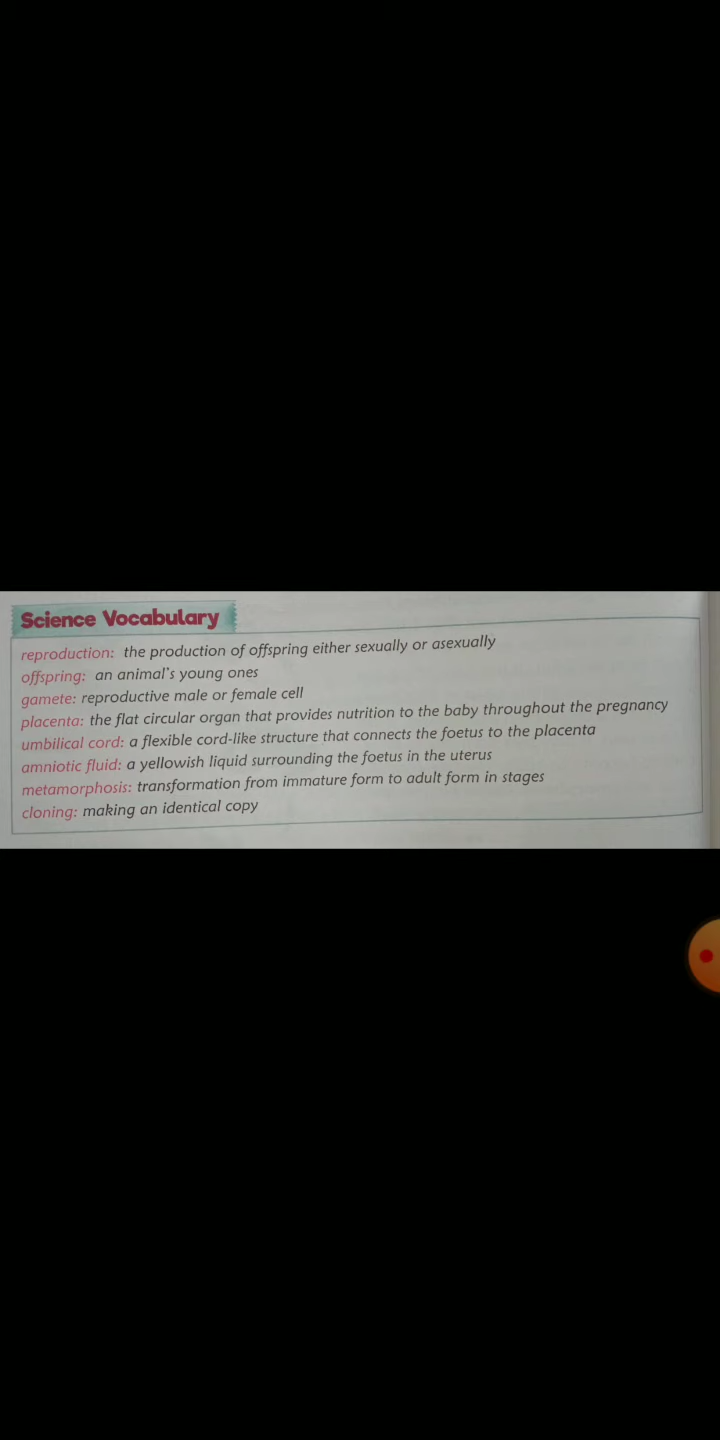 Science Vocabulary
reproduction: the production of offspring either sexually or asexually
offspring: an animal's young ones
gamete: reproductive male or female cell
placenta: the flat circular organ that provides nutrition to the baby throughout the pregnancy
umbilical cord: a flexible cord-like structure that connects the foetus to the placenta
amniotic fluid: a yellowish liquid surrounding the foetus in the uterus
metamorphosis: transformation from immature form to adult form in stages
cloning: making an identical copy